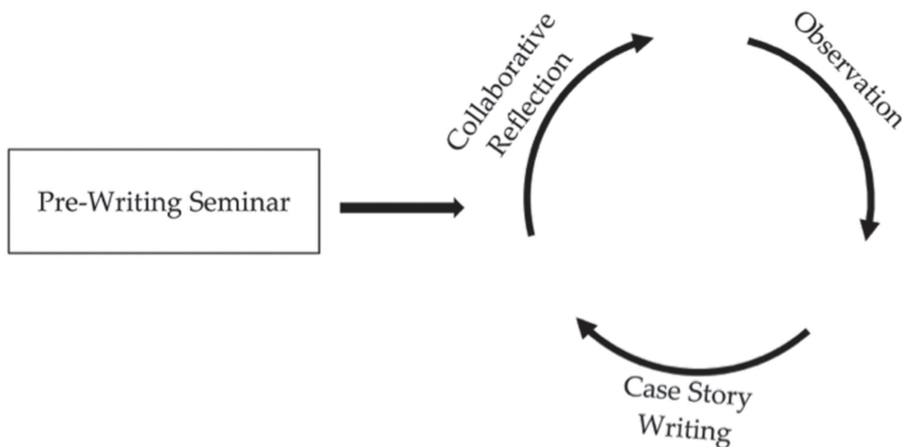 Pre-Writing Seminar
Collaborative
Reflection
Observation
Case Story
Writing